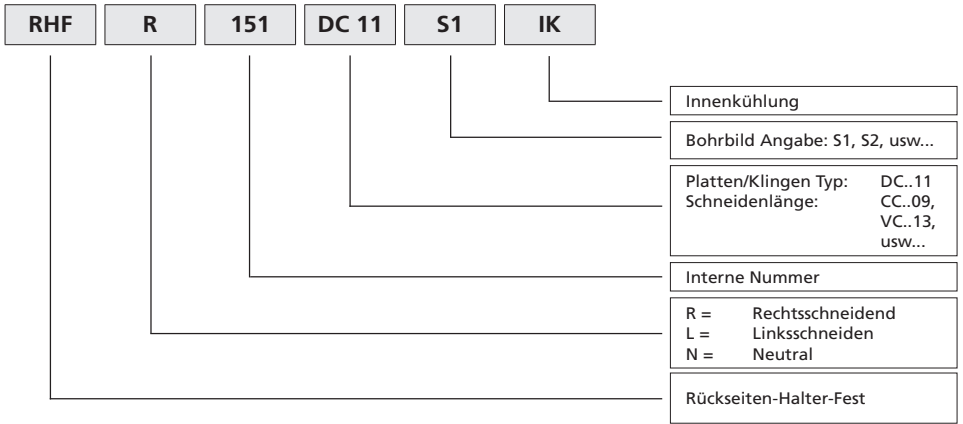 RHF R 151 DC 11 S1 IK
Innenkühlung
Bohrbild Angabe: S1, S2, usw...
Platten/Klingen Typ: DC..11
Schneidenlänge: CC..09,
VC..13,
usw...
Interne Nummer
R = Rechtsschneidend
L = Linksschneiden
N = Neutral
Rückseiten-Halter-Fest